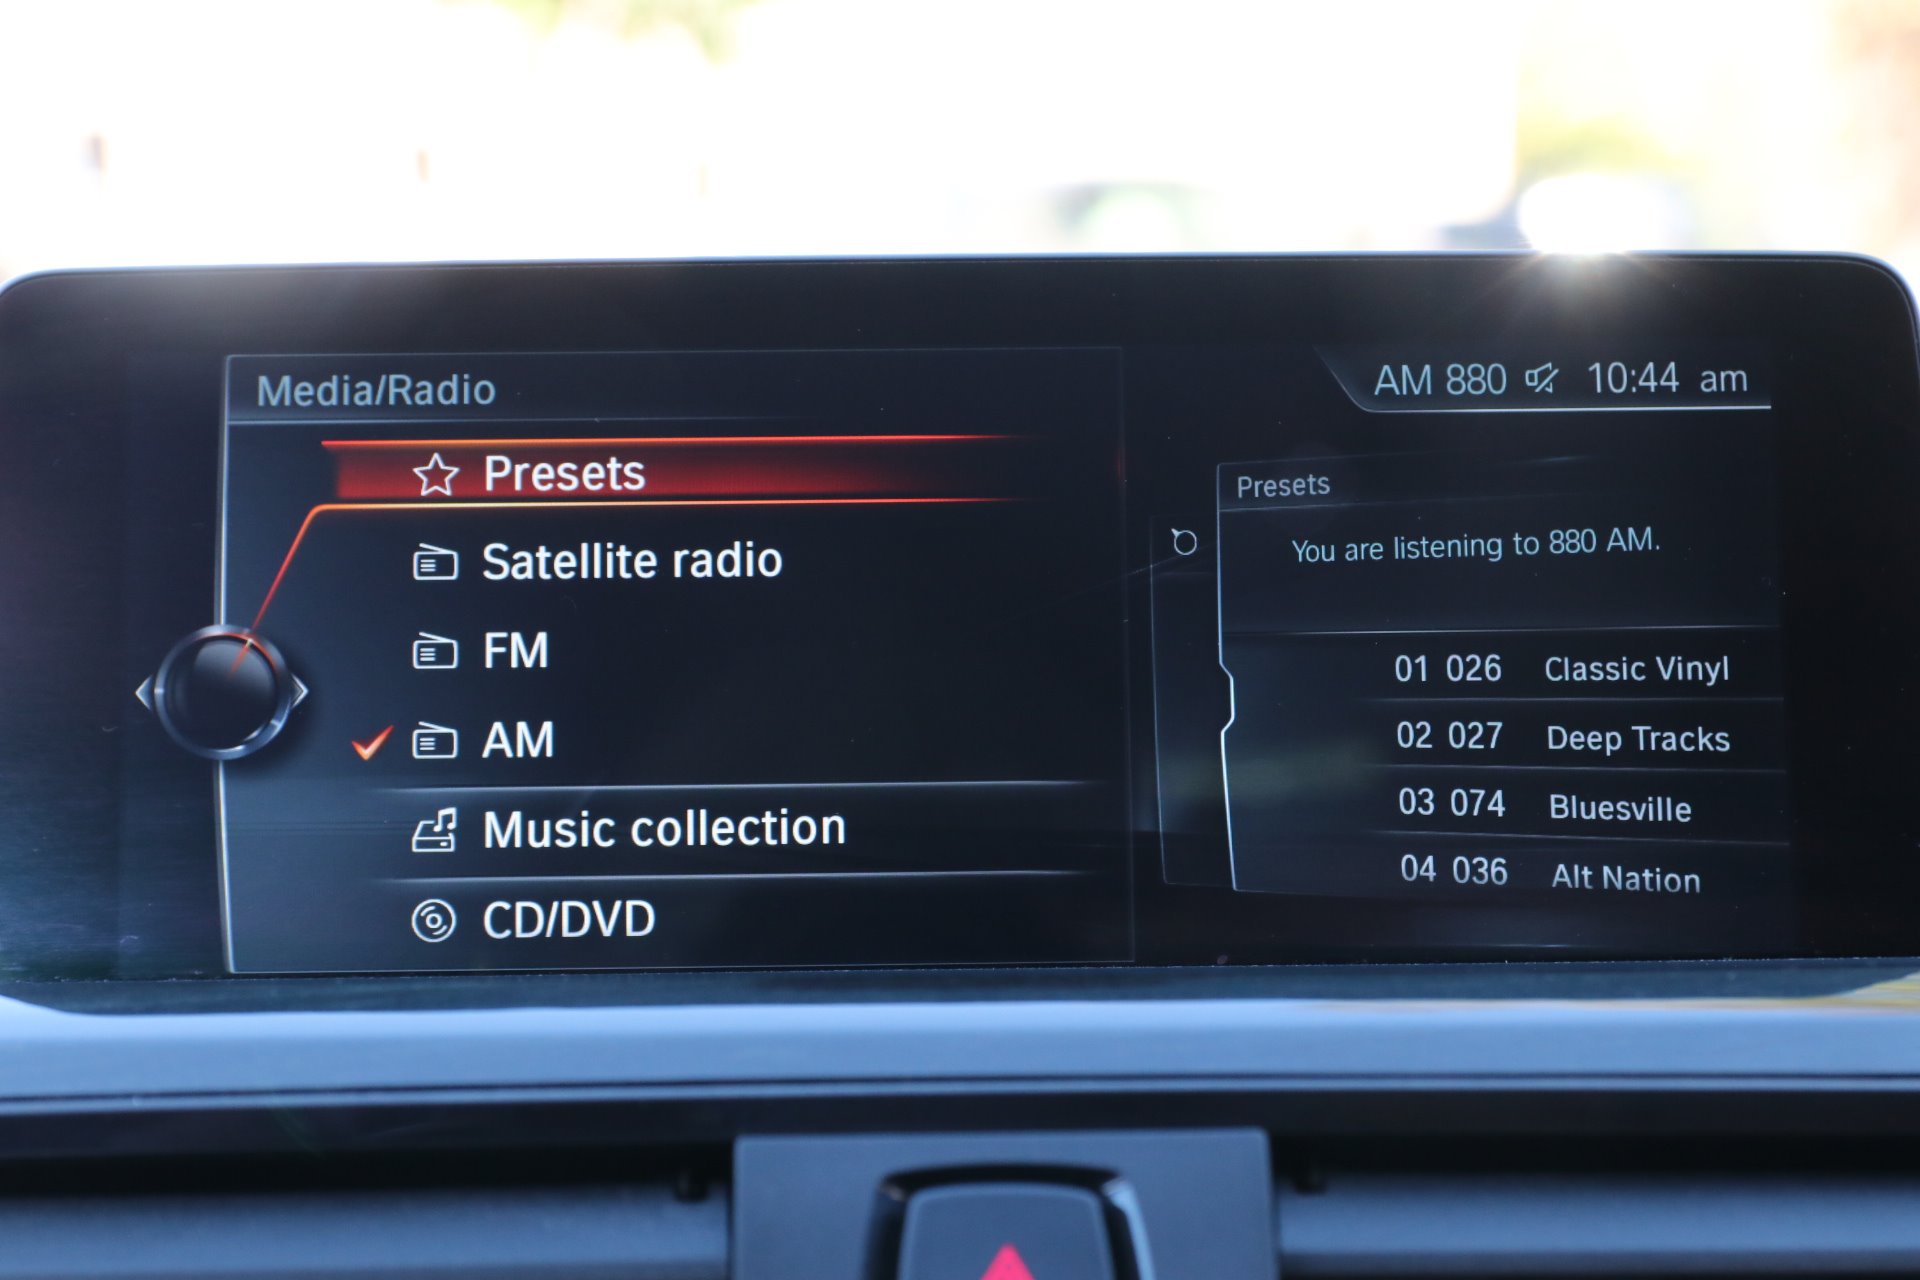 Media/Radio
AM 880 10:44 am
Presets
Satellite radio
FM
AM
Music collection
CD/DVD
Presets
You are listening to 880 AM.
01 026 Classic Vinyl
02 027 Deep Tracks
03 074 Bluesville
04 036 Alt Nation